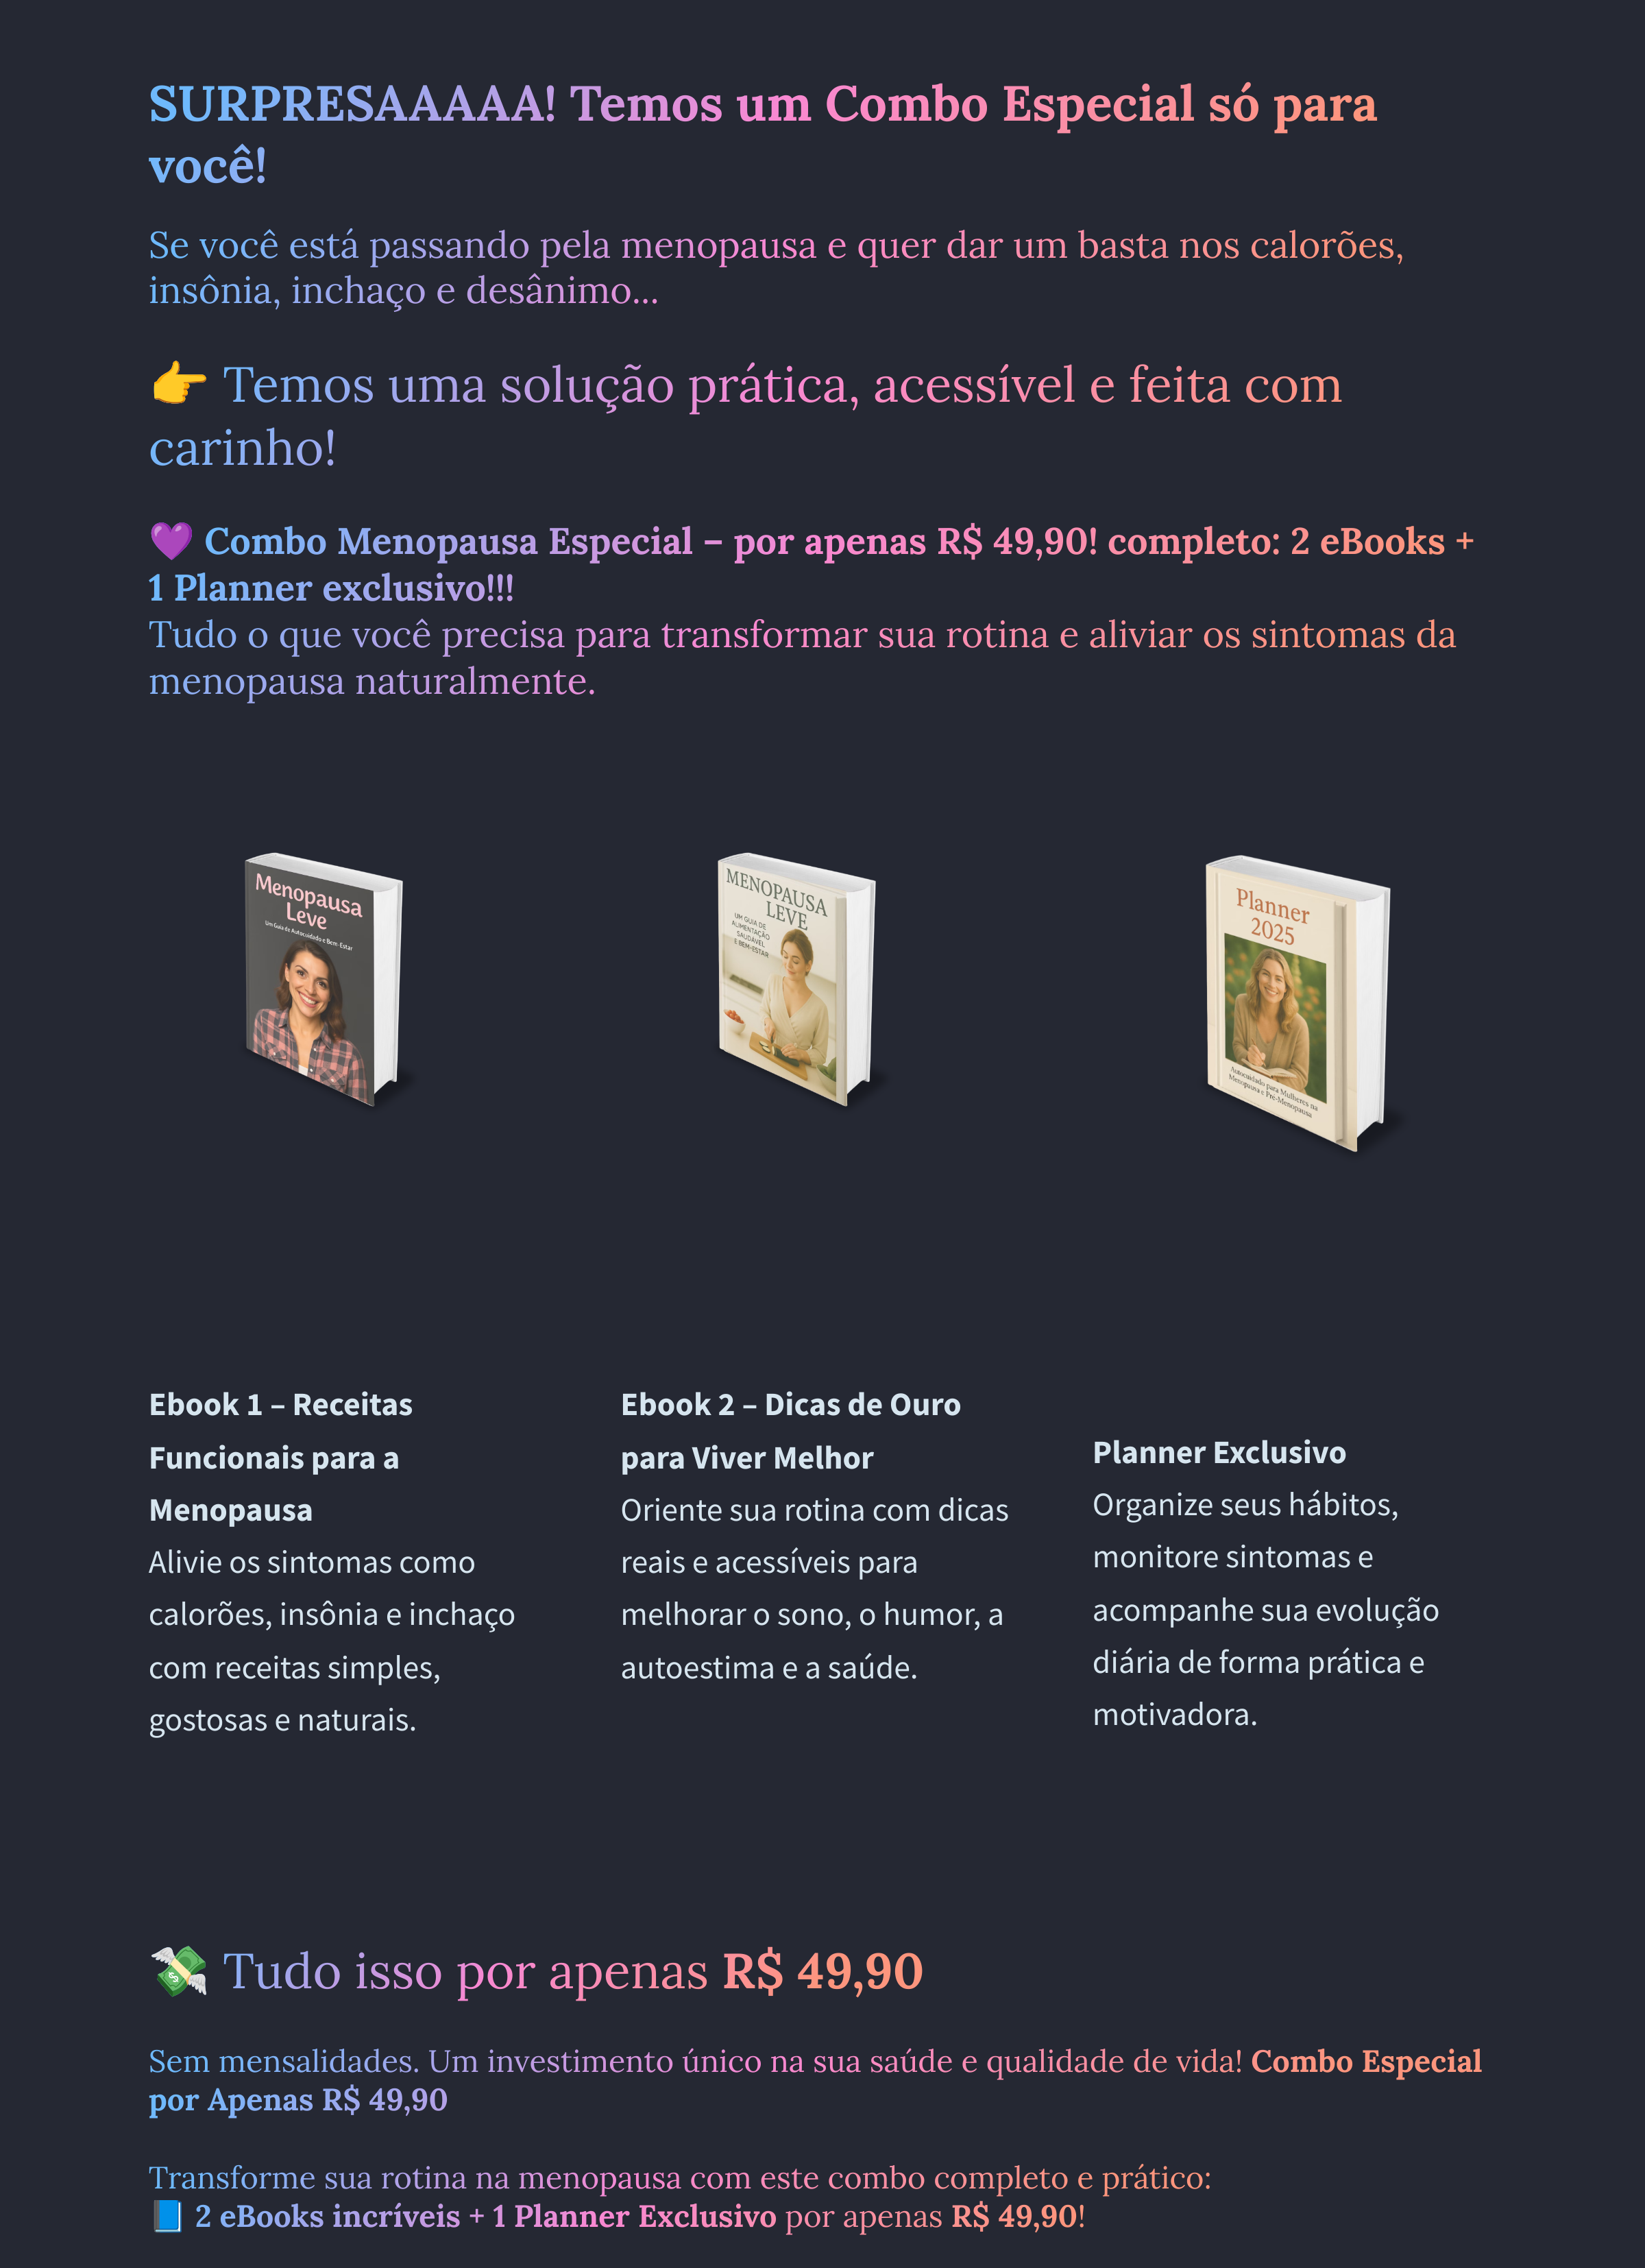 SURPRESAAAAA! Temos um Combo Especial só para
você!
Se você está passando pela menopausa e quer dar um basta nos calorões,
insônia, inchaço e desânimo...
👉 Temos uma solução prática, acessível e feita com
carinho!
💜 Combo Menopausa Especial – por apenas R$ 49,90! completo: 2 eBooks +
1 Planner exclusivo!!!
Tudo o que você precisa para transformar sua rotina e aliviar os sintomas da
menopausa naturalmente.
Menopausa
Leve
Um Guia de Autocuidado e Bem-Estar
MENOPAUSA
LEVE
UM GUIA DE
ALIMENTAÇÃO
SAUDÁVEL
E BEM-ESTAR
Planner
2025
Autocuidado para Mulheres na
Menopausa e Pré-Menopausa
Ebook 1 – Receitas
Funcionais para a
Menopausa
Alivie os sintomas como
calorões, insônia e inchaço
com receitas simples,
gostosas e naturais.
Ebook 2 – Dicas de Ouro
para Viver Melhor
Oriente sua rotina com dicas
reais e acessíveis para
melhorar o sono, o humor, a
autoestima e a saúde.
Planner Exclusivo
Organize seus hábitos,
monitore sintomas e
acompanhe sua evolução
diária de forma prática e
motivadora.
💸 Tudo isso por apenas R$ 49,90
Sem mensalidades. Um investimento único na sua saúde e qualidade de vida! Combo Especial
por Apenas R$ 49,90
Transforme sua rotina na menopausa com este combo completo e prático:
📘 2 eBooks incríveis + 1 Planner Exclusivo por apenas R$ 49,90!